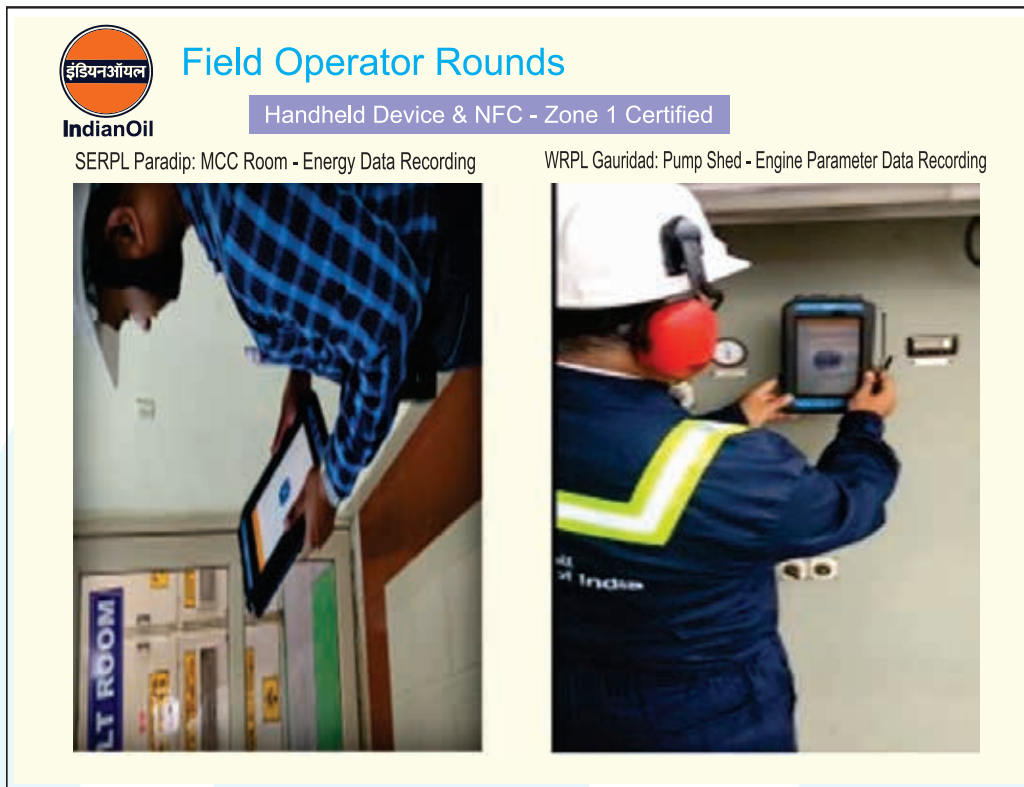 इंडियनऑयल
IndianOil
Field Operator Rounds
Handheld Device & NFC - Zone 1 Certified
SERPL Paradip: MCC Room - Energy Data Recording
WRPL Gauridad: Pump Shed - Engine Parameter Data Recording
LT ROOM
India